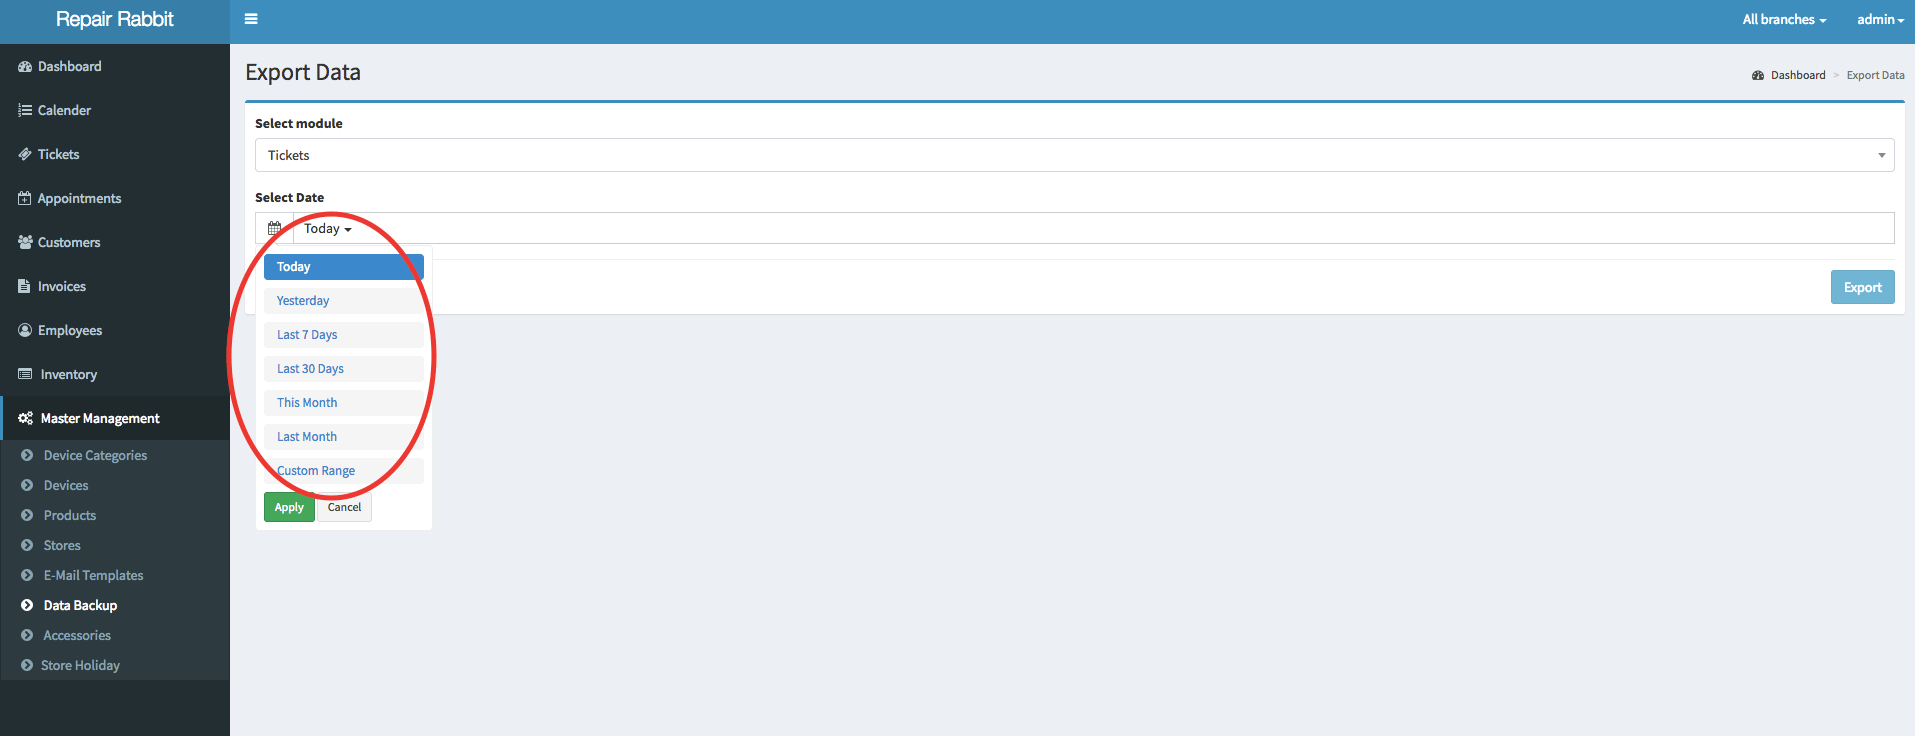 Repair Rabbit
All branches
admin
Dashboard
Calender
Tickets
Appointments
Customers
Invoices
Employees
Inventory
Master Management
Device Categories
Devices
Products
Stores
E-Mail Templates
Data Backup
Accessories
Store Holiday
Export Data
Dashboard > Export Data
Select module
Tickets
Select Date
Today
Today
Yesterday
Last 7 Days
Last 30 Days
This Month
Last Month
Custom Range
Apply Cancel
Export